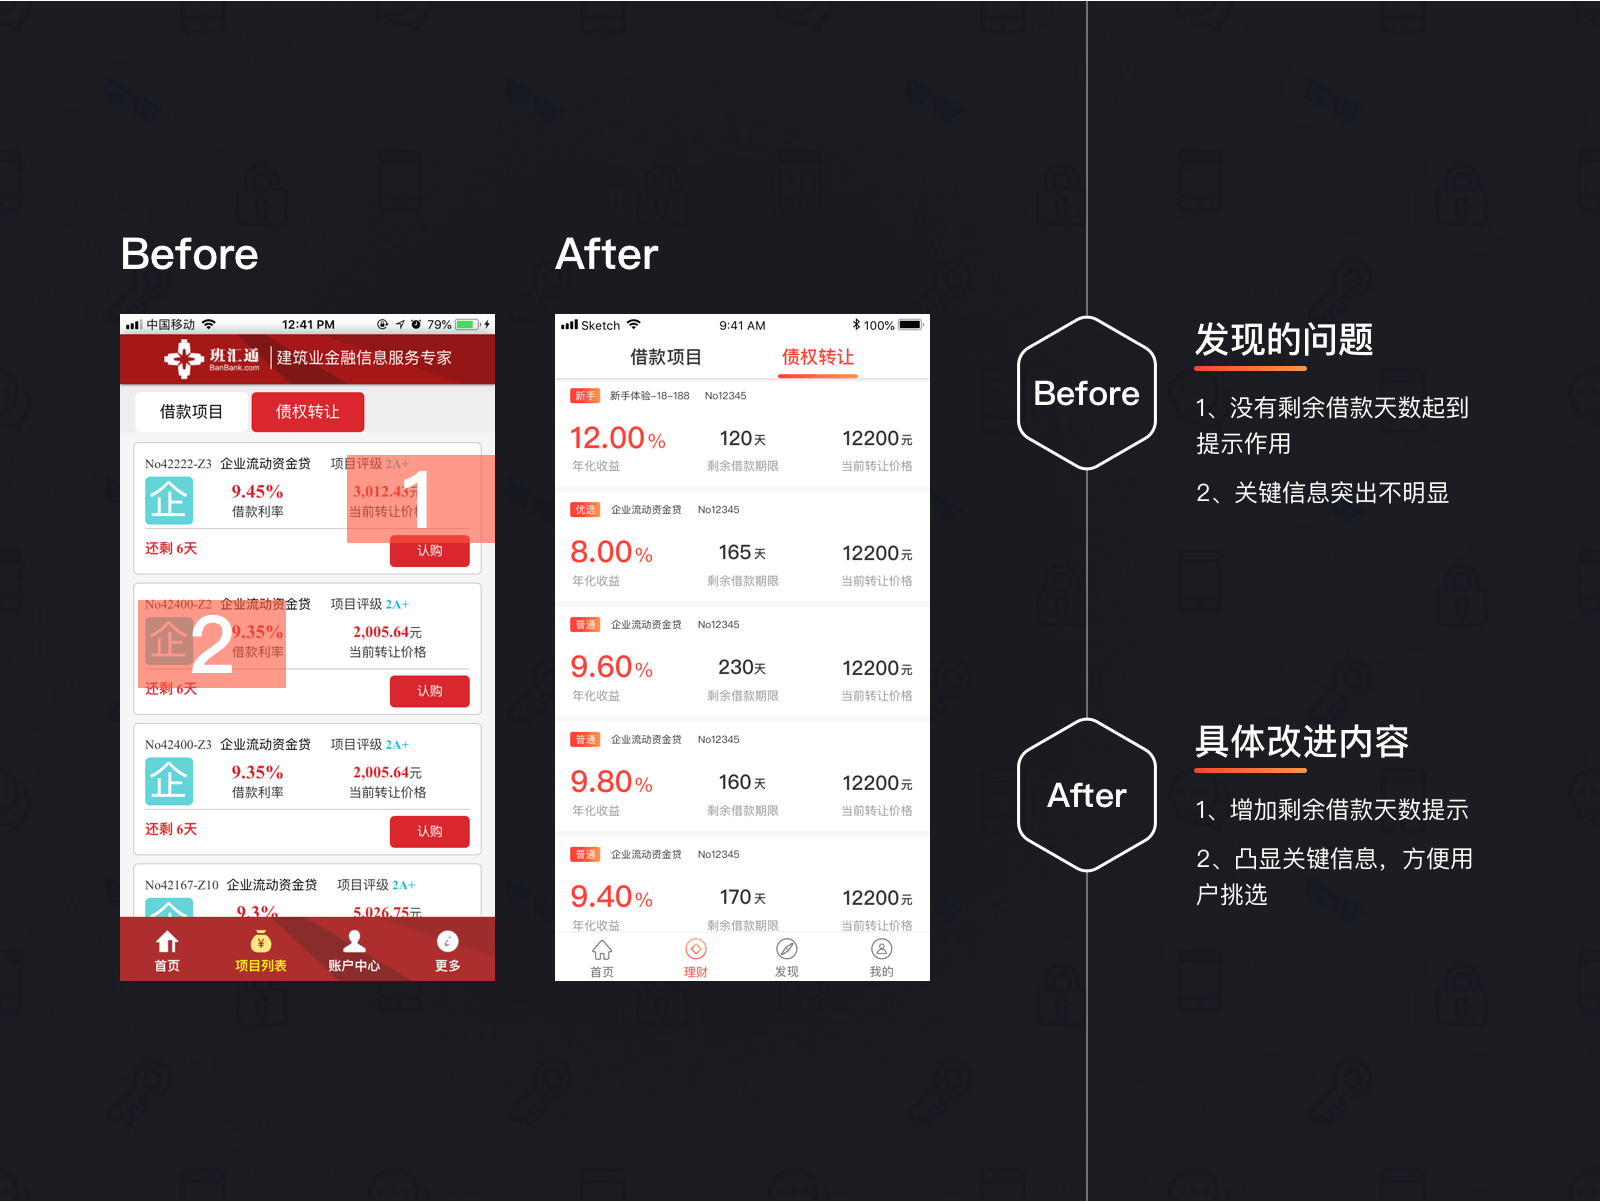 Before
After
中国移动
12:41 PM
79%
班汇通
BanBank.com
建筑业金融信息服务专家
借款项目
债权转让
No42222-Z3 企业流动资金贷 项目评级 2A+
企
9.45%
借款利率
3,012.43元
当前转让价格
1
还剩 6天
认购
No42400-Z2 企业流动资金贷 项目评级 2A+
企
9.35%
借款利率
2
2,005.64元
当前转让价格
还剩 6天
认购
No42400-Z3 企业流动资金贷 项目评级 2A+
企
9.35%
借款利率
2,005.64元
当前转让价格
还剩 6天
认购
No42167-Z10 企业流动资金贷 项目评级 2A+
9.3%
5,026.75元
首页
项目列表
账户中心
更多
Sketch
9:41 AM
100%
借款项目
债权转让
新手 新手体验-18-188 No12345
12.00% 120天 12200元
年化收益 剩余借款期限 当前转让价格
优选 企业流动资金贷 No12345
8.00% 165天 12200元
年化收益 剩余借款期限 当前转让价格
普通 企业流动资金贷 No12345
9.60% 230天 12200元
年化收益 剩余借款期限 当前转让价格
普通 企业流动资金贷 No12345
9.80% 160天 12200元
年化收益 剩余借款期限 当前转让价格
普通 企业流动资金贷 No12345
9.40% 170天 12200元
年化收益 剩余借款期限 当前转让价格
首页
理财
发现
我的
Before
发现的问题
1、没有剩余借款天数起到
提示作用
2、关键信息突出不明显
After
具体改进内容
1、增加剩余借款天数提示
2、凸显关键信息，方便用
户挑选